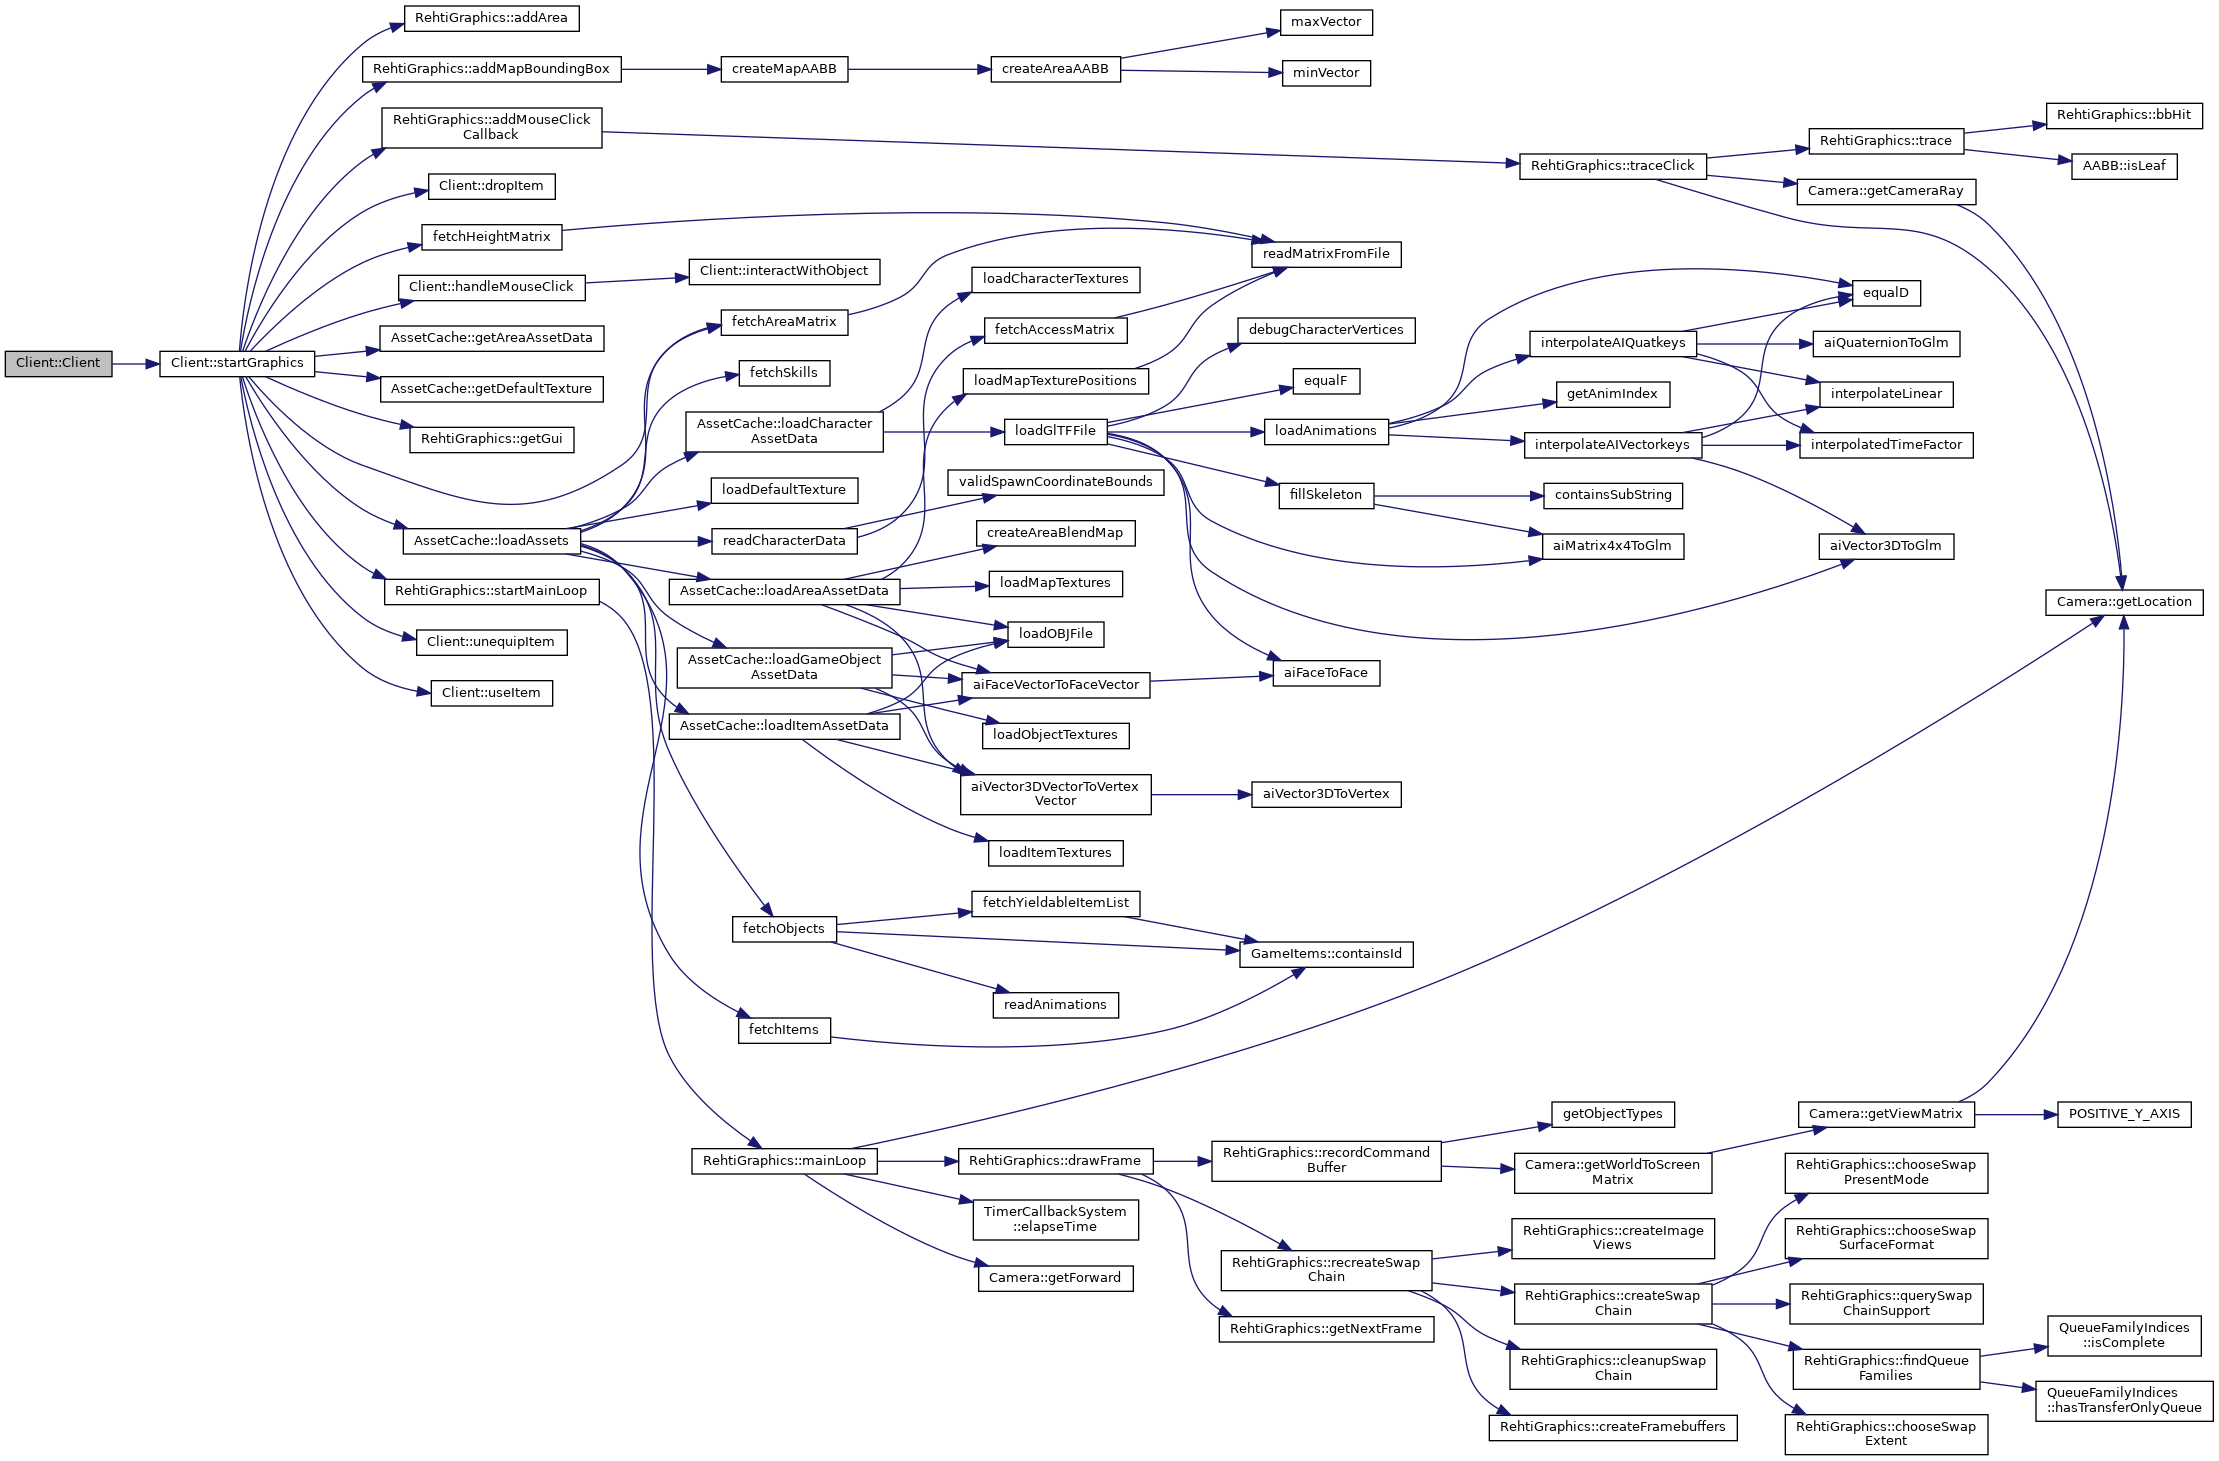 Client::Client
Client::startGraphics
RehtiGraphics::addArea
RehtiGraphics::addMapBoundingBox
RehtiGraphics::addMouseClick
Callback
Client::dropItem
fetchHeightMatrix
Client::handleMouseClick
AssetCache::getAreaAssetData
AssetCache::getDefaultTexture
RehtiGraphics::getGui
AssetCache::loadAssets
RehtiGraphics::startMainLoop
Client::unequipItem
Client::useItem
createMapAABB
Client::interactWithObject
fetchAreaMatrix
fetchSkills
AssetCache::loadCharacter
AssetData
loadDefaultTexture
readCharacterData
AssetCache::loadAreaAssetData
AssetCache::loadGameObject
AssetData
AssetCache::loadItemAssetData
fetchObjects
fetchItems
RehtiGraphics::mainLoop
createAreaAABB
loadCharacterTextures
fetchAccessMatrix
loadMapTexturePositions
loadGlTFFile
validSpawnCoordinateBounds
createAreaBlendMap
loadMapTextures
loadOBJFile
aiFaceVectorToFaceVector
loadObjectTextures
aiVector3DVectorToVertex
Vector
loadItemTextures
fetchYieldableItemList
readAnimations
RehtiGraphics::drawFrame
TimerCallbackSystem
::elapseTime
Camera::getForward
maxVector
minVector
readMatrixFromFile
debugCharacterVertices
equalF
loadAnimations
fillSkeleton
aiFaceToFace
aiVector3DToVertex
GameItems::containsId
RehtiGraphics::recordCommand
Buffer
RehtiGraphics::recreateSwap
Chain
RehtiGraphics::getNextFrame
RehtiGraphics::traceClick
interpolateAIQuatkeys
getAnimIndex
interpolateAIVectorkeys
containsSubString
aiMatrix4x4ToGlm
getObjectTypes
Camera::getWorldToScreen
Matrix
RehtiGraphics::createImage
Views
RehtiGraphics::createSwap
Chain
RehtiGraphics::cleanupSwap
Chain
RehtiGraphics::createFramebuffers
RehtiGraphics::trace
Camera::getCameraRay
equalD
aiQuaternionToGlm
interpolateLinear
interpolatedTimeFactor
aiVector3DToGlm
Camera::getViewMatrix
RehtiGraphics::chooseSwap
PresentMode
RehtiGraphics::chooseSwap
SurfaceFormat
RehtiGraphics::querySwap
ChainSupport
RehtiGraphics::findQueue
Families
RehtiGraphics::chooseSwap
Extent
RehtiGraphics::bbHit
AABB::isLeaf
Camera::getLocation
POSITIVE_Y_AXIS
QueueFamilyIndices
::isComplete
QueueFamilyIndices
::hasTransferOnlyQueue